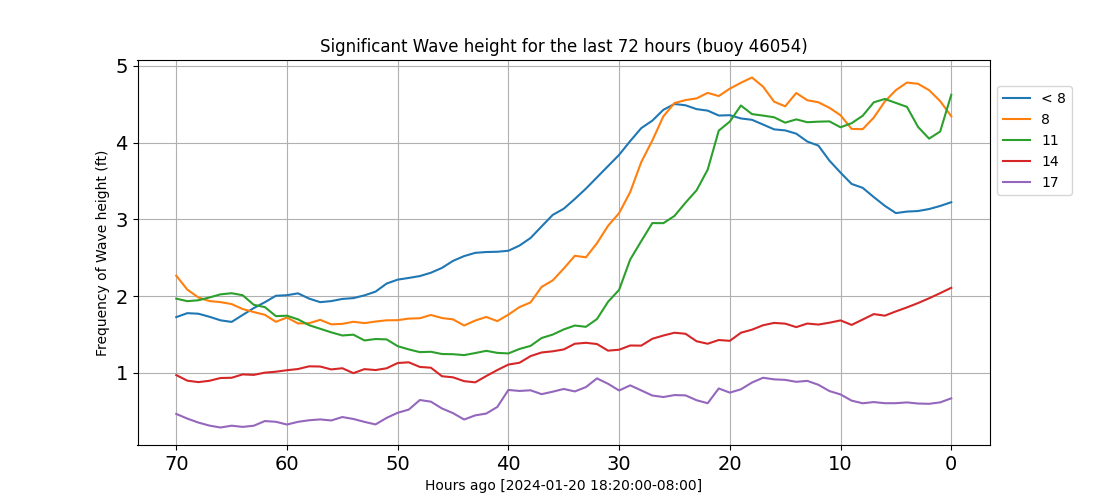 Significant Wave height for the last 72 hours (buoy 46054)
Frequency of Wave height (ft)
5
4
3
2
1
70 60 50 40 30 20 10 0
Hours ago [2024-01-20 18:20:00-08:00]
< 8
8
11
14
17